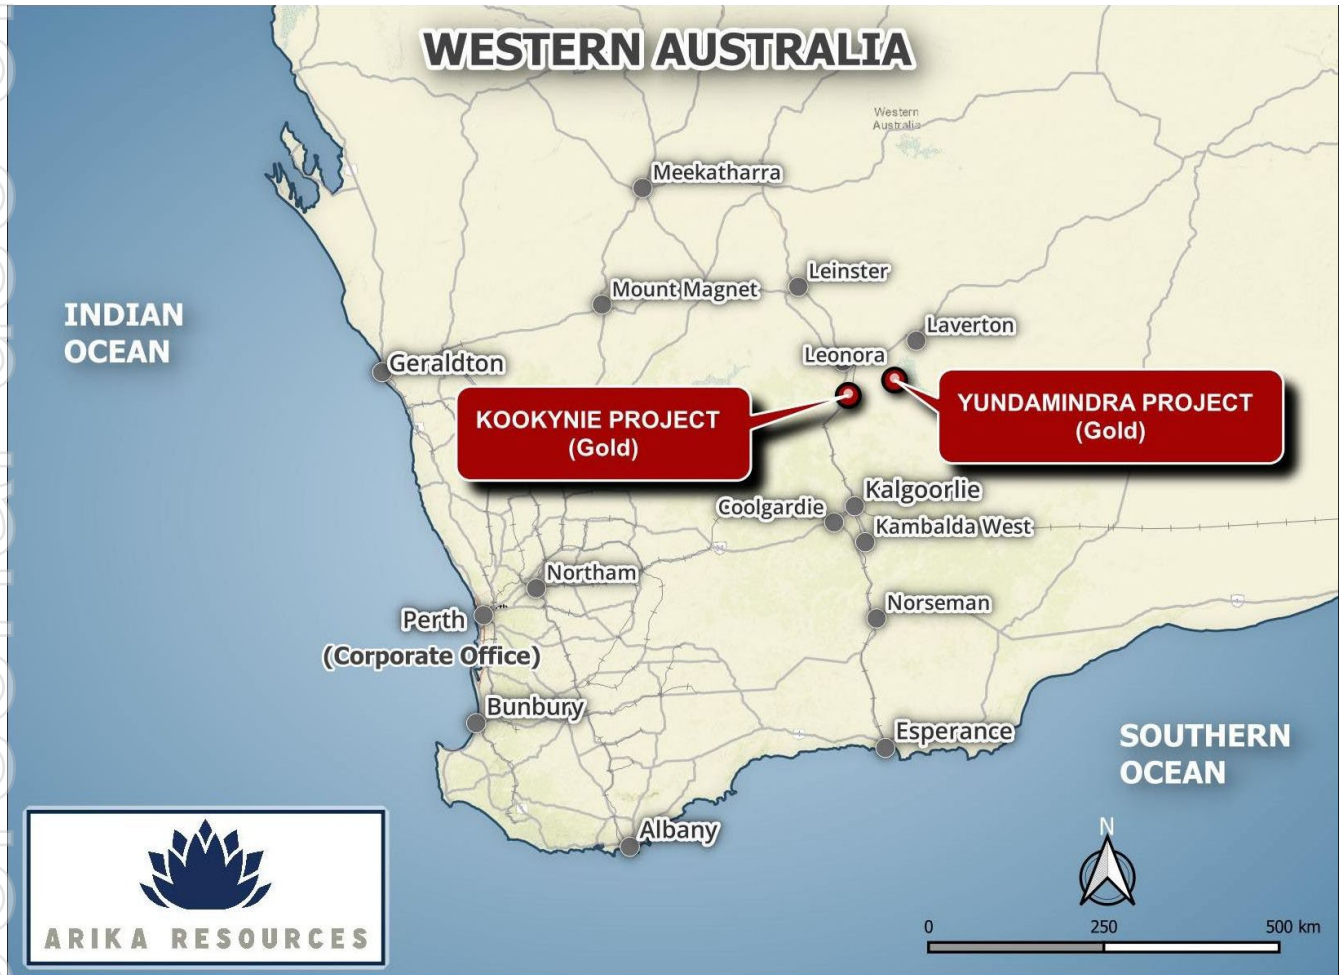 WESTERN AUSTRALIA
Western
Australia
Meekatharra
Leinster
Mount Magnet
INDIAN
OCEAN
Laverton
Leonora
Geraldton
KOOKYNIE PROJECT
(Gold)
YUNDAMINDRA PROJECT
(Gold)
Kalgoorlie
Coolgardie
Kambalda West
Northam
Norseman
Perth
(Corporate Office)
Bunbury
Esperance
SOUTHERN
OCEAN
Albany
N
0 250 500 km
ARIKA RESOURCES